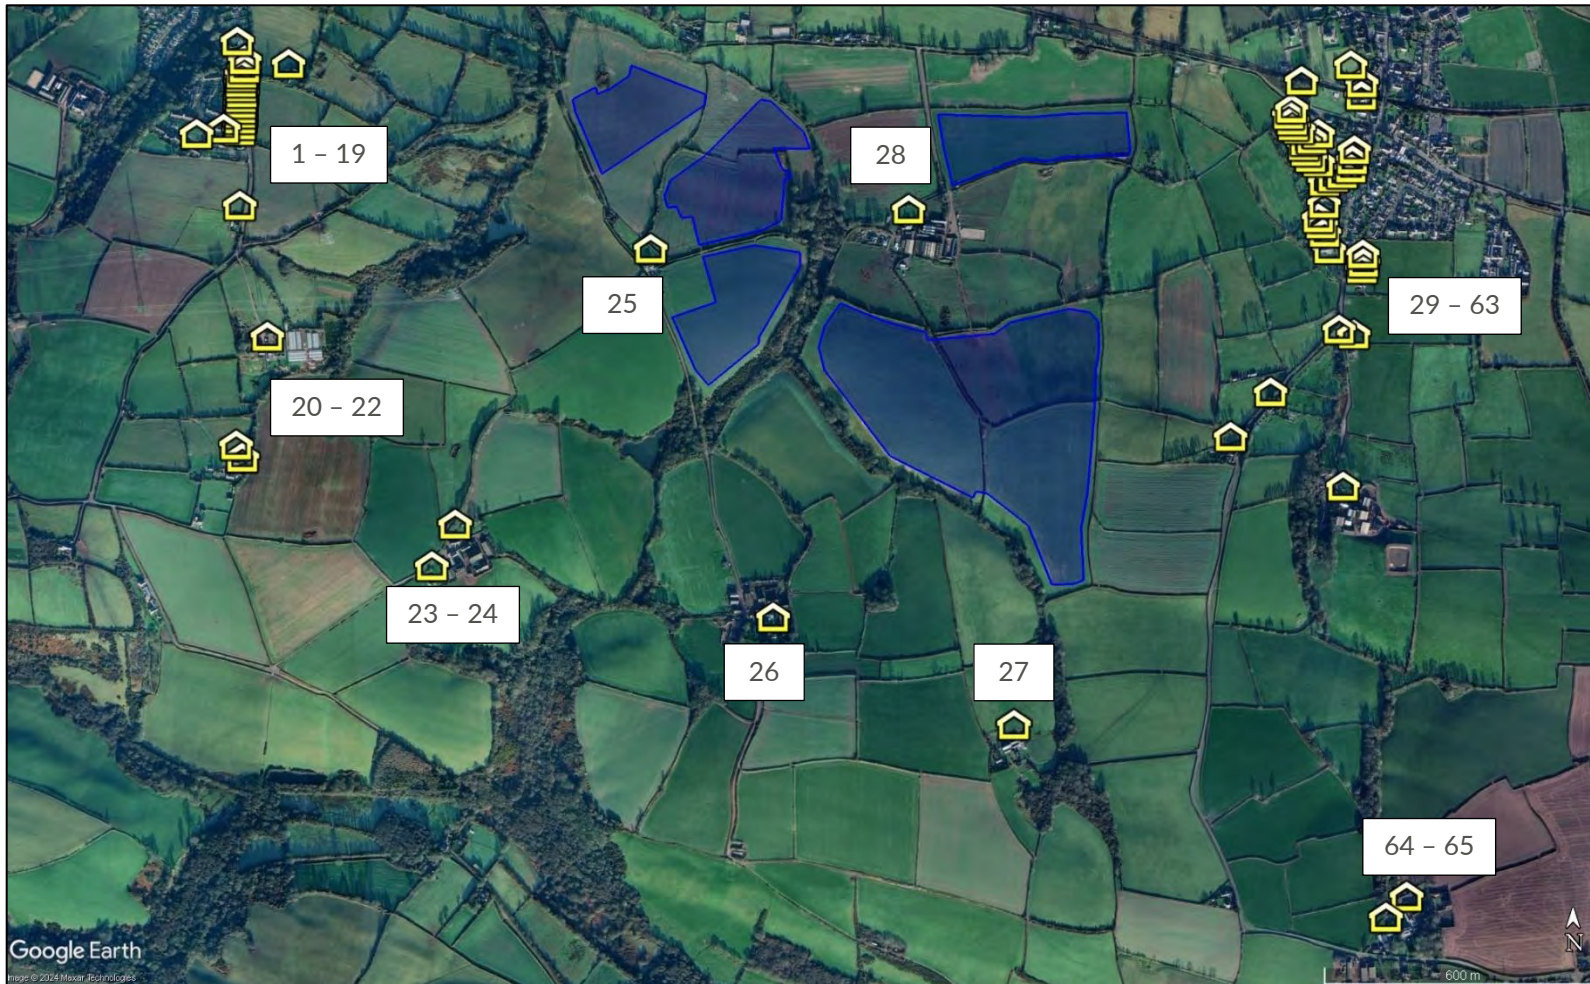 1 – 19
28
25
29 – 63
20 – 22
23 – 24
26
27
64 – 65
Google Earth
Image © 2024 Maxar Technologies
N
600 m